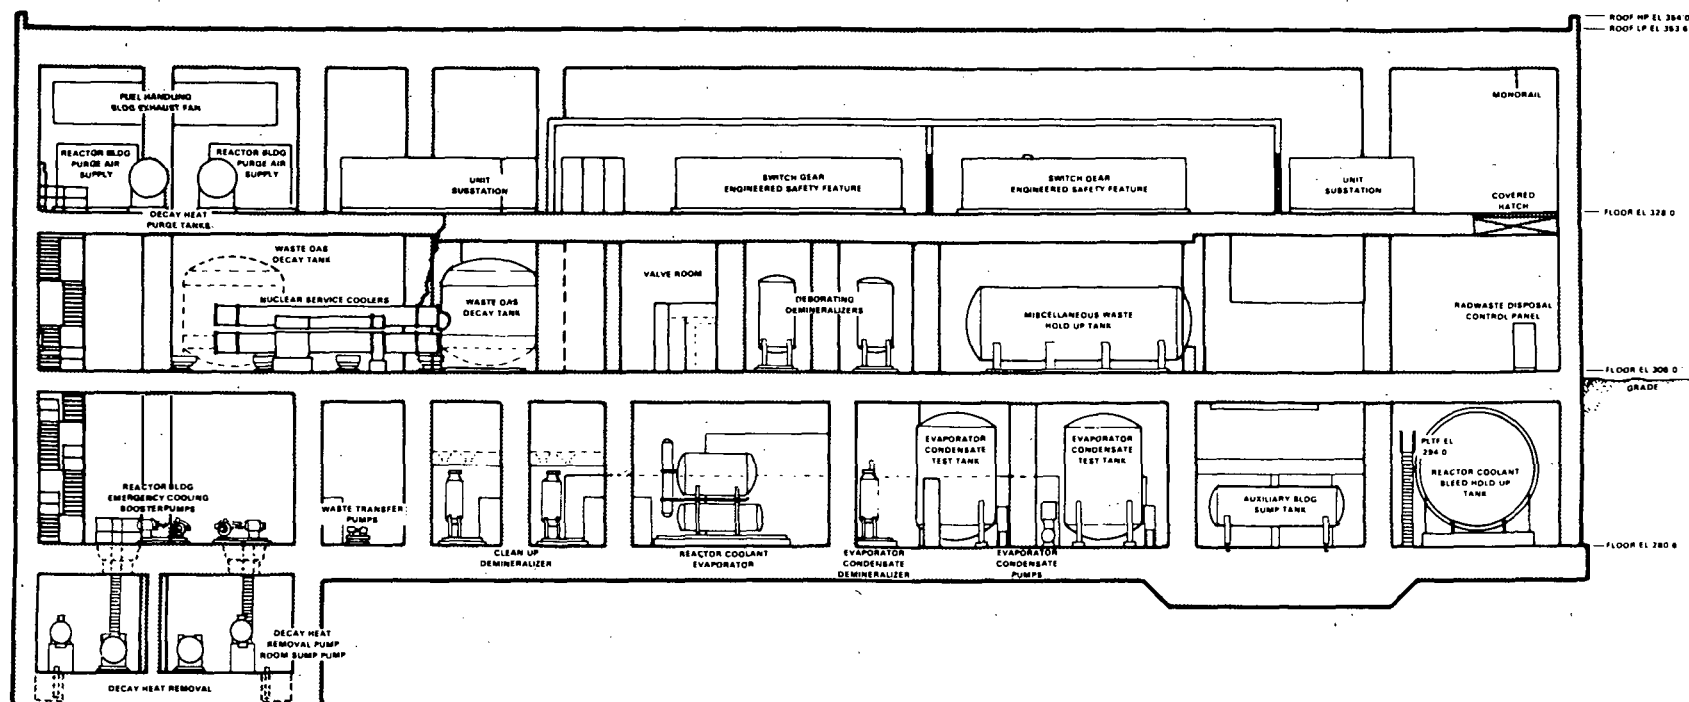 ROOF HP EL 364 0
ROOF LP EL 363 6
FUEL HANDLING
BLDG EXHAUST FAN
MONORAIL
REACTOR BLDG
PURGE AIR
SUPPLY
REACTOR BLDG
PURGE AIR
SUPPLY
UNIT
SUBSTATION
SWITCH GEAR
ENGINEERED SAFETY FEATURE
SWITCH GEAR
ENGINEERED SAFETY FEATURE
UNIT
SUBSTATION
COVERED
HATCH
DECAY HEAT
PURGE TANKS
FLOOR EL 328 0
WASTE GAS
DECAY TANK
NUCLEAR SERVICE COOLERS
WASTE GAS
DECAY TANK
VALVE ROOM
DEBORATING
DEMINERALIZERS
MISCELLANEOUS WASTE
HOLD UP TANK
RADWASTE DISPOSAL
CONTROL PANEL
FLOOR EL 306 0
GRADE
REACTOR BLDG
EMERGENCY COOLING
BOOSTER PUMPS
WASTE TRANSFER
PUMPS
CLEAN UP
DEMINERALIZER
REACTOR COOLANT
EVAPORATOR
EVAPORATOR
CONDENSATE
DEMINERALIZER
EVAPORATOR
CONDENSATE
TEST TANK
EVAPORATOR
CONDENSATE
PUMPS
EVAPORATOR
CONDENSATE
TEST TANK
AUXILIARY BLDG
SUMP TANK
PLTF EL
294 0
REACTOR COOLANT
BLEED HOLD UP
TANK
FLOOR EL 280 6
DECAY HEAT
REMOVAL PUMP
ROOM SUMP PUMP
DECAY HEAT REMOVAL